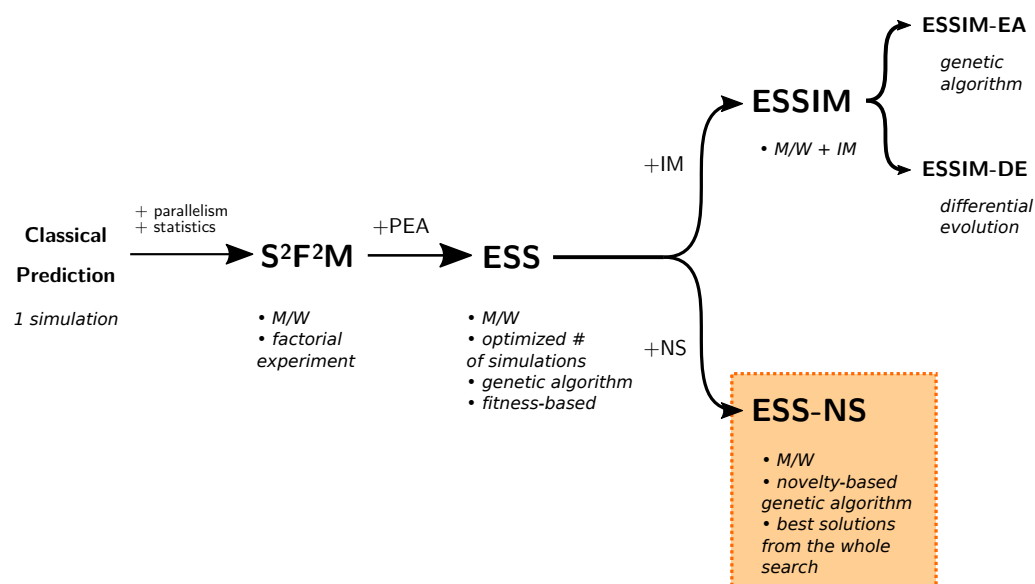 Classical
Prediction
1 simulation
+ parallelism
+ statistics
S²F²M
• M/W
• factorial
experiment
+PEA
ESS
• M/W
• optimized #
of simulations
• genetic algorithm
• fitness-based
+IM
ESSIM
• M/W + IM
ESSIM-EA
genetic
algorithm
ESSIM-DE
differential
evolution
+NS
ESS-NS
• M/W
• novelty-based
genetic algorithm
• best solutions
from the whole
search